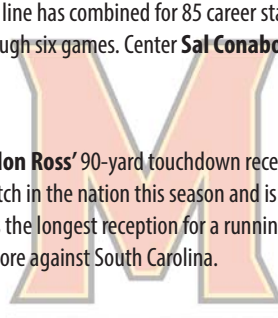 line has combined for 85 career sta
ugh six games. Center Sal Conabo
on Ross’ 90-yard touchdown rece
tch in the nation this season and is
the longest reception for a runnin
ore against South Carolina.
M